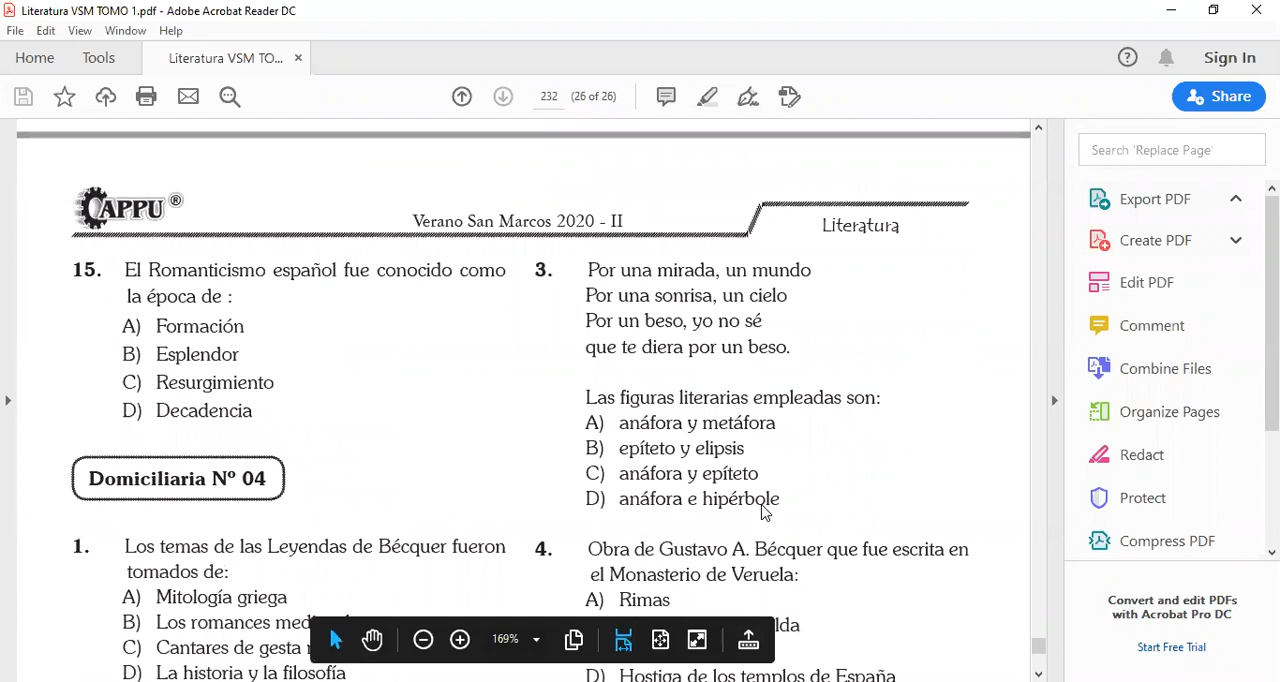 Literatura VSM TOMO 1.pdf - Adobe Acrobat Reader DC
File Edit View Window Help
Home Tools Literatura VSM TO... × Sign In
232 (26 of 26) Share
CAPPU ®
Verano San Marcos 2020 - II
Literatura
15. El Romanticismo español fue conocido como
la época de :
A) Formación
B) Esplendor
C) Resurgimiento
D) Decadencia
Domiciliaria Nº 04
1. Los temas de las Leyendas de Bécquer fueron
tomados de:
A) Mitología griega
B) Los romances
C) Cantares de gesta
D) La historia y la filosofía
3. Por una mirada, un mundo
Por una sonrisa, un cielo
Por un beso, yo no sé
que te diera por un beso.
Las figuras literarias empleadas son:
A) anáfora y metáfora
B) epíteto y elipsis
C) anáfora y epíteto
D) anáfora e hipérbole
4. Obra de Gustavo A. Bécquer que fue escrita en
el Monasterio de Veruela:
A) Rimas
D) Hostiga de los templos de España
169%
Search 'Replace Page'
Export PDF
Create PDF
Edit PDF
Comment
Combine Files
Organize Pages
Redact
Protect
Compress PDF
Convert and edit PDFs
with Acrobat Pro DC
Start Free Trial